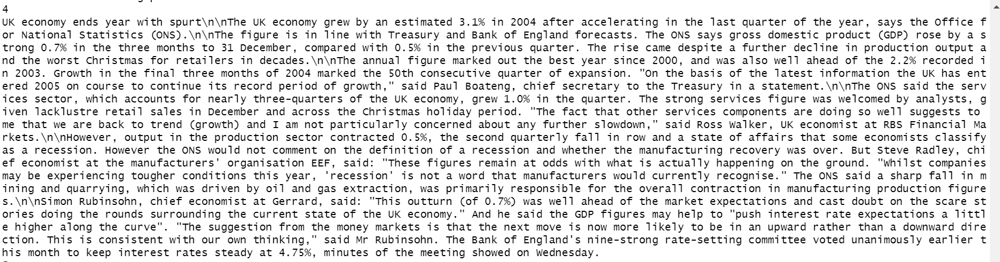 4
UK economy ends year with spurt\n\nThe UK economy grew by an estimated 3.1% in 2004 after accelerating in the last quarter of the year, says the Office f
or National Statistics (ONS).\n\nThe figure is in line with Treasury and Bank of England forecasts. The ONS says gross domestic product (GDP) rose by a s
trong 0.7% in the three months to 31 December, compared with 0.5% in the previous quarter. The rise came despite a further decline in production output a
nd the worst Christmas for retailers in decades.\n\nThe annual figure marked out the best year since 2000, and was also well ahead of the 2.2% recorded i
n 2003. Growth in the final three months of 2004 marked the 50th consecutive quarter of expansion. "On the basis of the latest information the UK has ent
ered 2005 on course to continue its record period of growth," said Paul Boateng, chief secretary to the Treasury in a statement.\n\nThe ONS said the serv
ices sector, which accounts for nearly three-quarters of the UK economy, grew 1.0% in the quarter. The strong services figure was welcomed by analysts, g
iven lacklustre retail sales in December and across the Christmas holiday period. "The fact that other services components are doing so well suggests to
me that we are back to trend (growth) and I am not particularly concerned about any further slowdown," said Ross Walker, UK economist at RBS Financial Ma
rkets.\n\nHowever, output in the production sector contracted 0.5%, the second quarterly fall in row and a state of affairs that some economists classify
as a recession. However the ONS would not comment on the definition of a recession and whether the manufacturing recovery was over. But Steve Radley, chi
ef economist at the manufacturers' organisation EEF, said: "These figures remain at odds with what is actually happening on the ground. "Whilst companies
may be experiencing tougher conditions this year, 'recession' is not a word that manufacturers would currently recognise." The ONS said a sharp fall in m
ining and quarrying, which was driven by oil and gas extraction, was primarily responsible for the overall contraction in manufacturing production figure
s.\n\nSimon Rubinsohn, chief economist at Gerrard, said: "This outturn (of 0.7%) was well ahead of the market expectations and cast doubt on the scare st
ories doing the rounds surrounding the current state of the UK economy." And he said the GDP figures may help to "push interest rate expectations a littl
e higher along the curve". "The suggestion from the money markets is that the next move is now more likely to be in an upward rather than a downward dire
ction. This is consistent with our own thinking," said Mr Rubinsohn. The Bank of England's nine-strong rate-setting committee voted unanimously earlier t
his month to keep interest rates steady at 4.75%, minutes of the meeting showed on Wednesday.